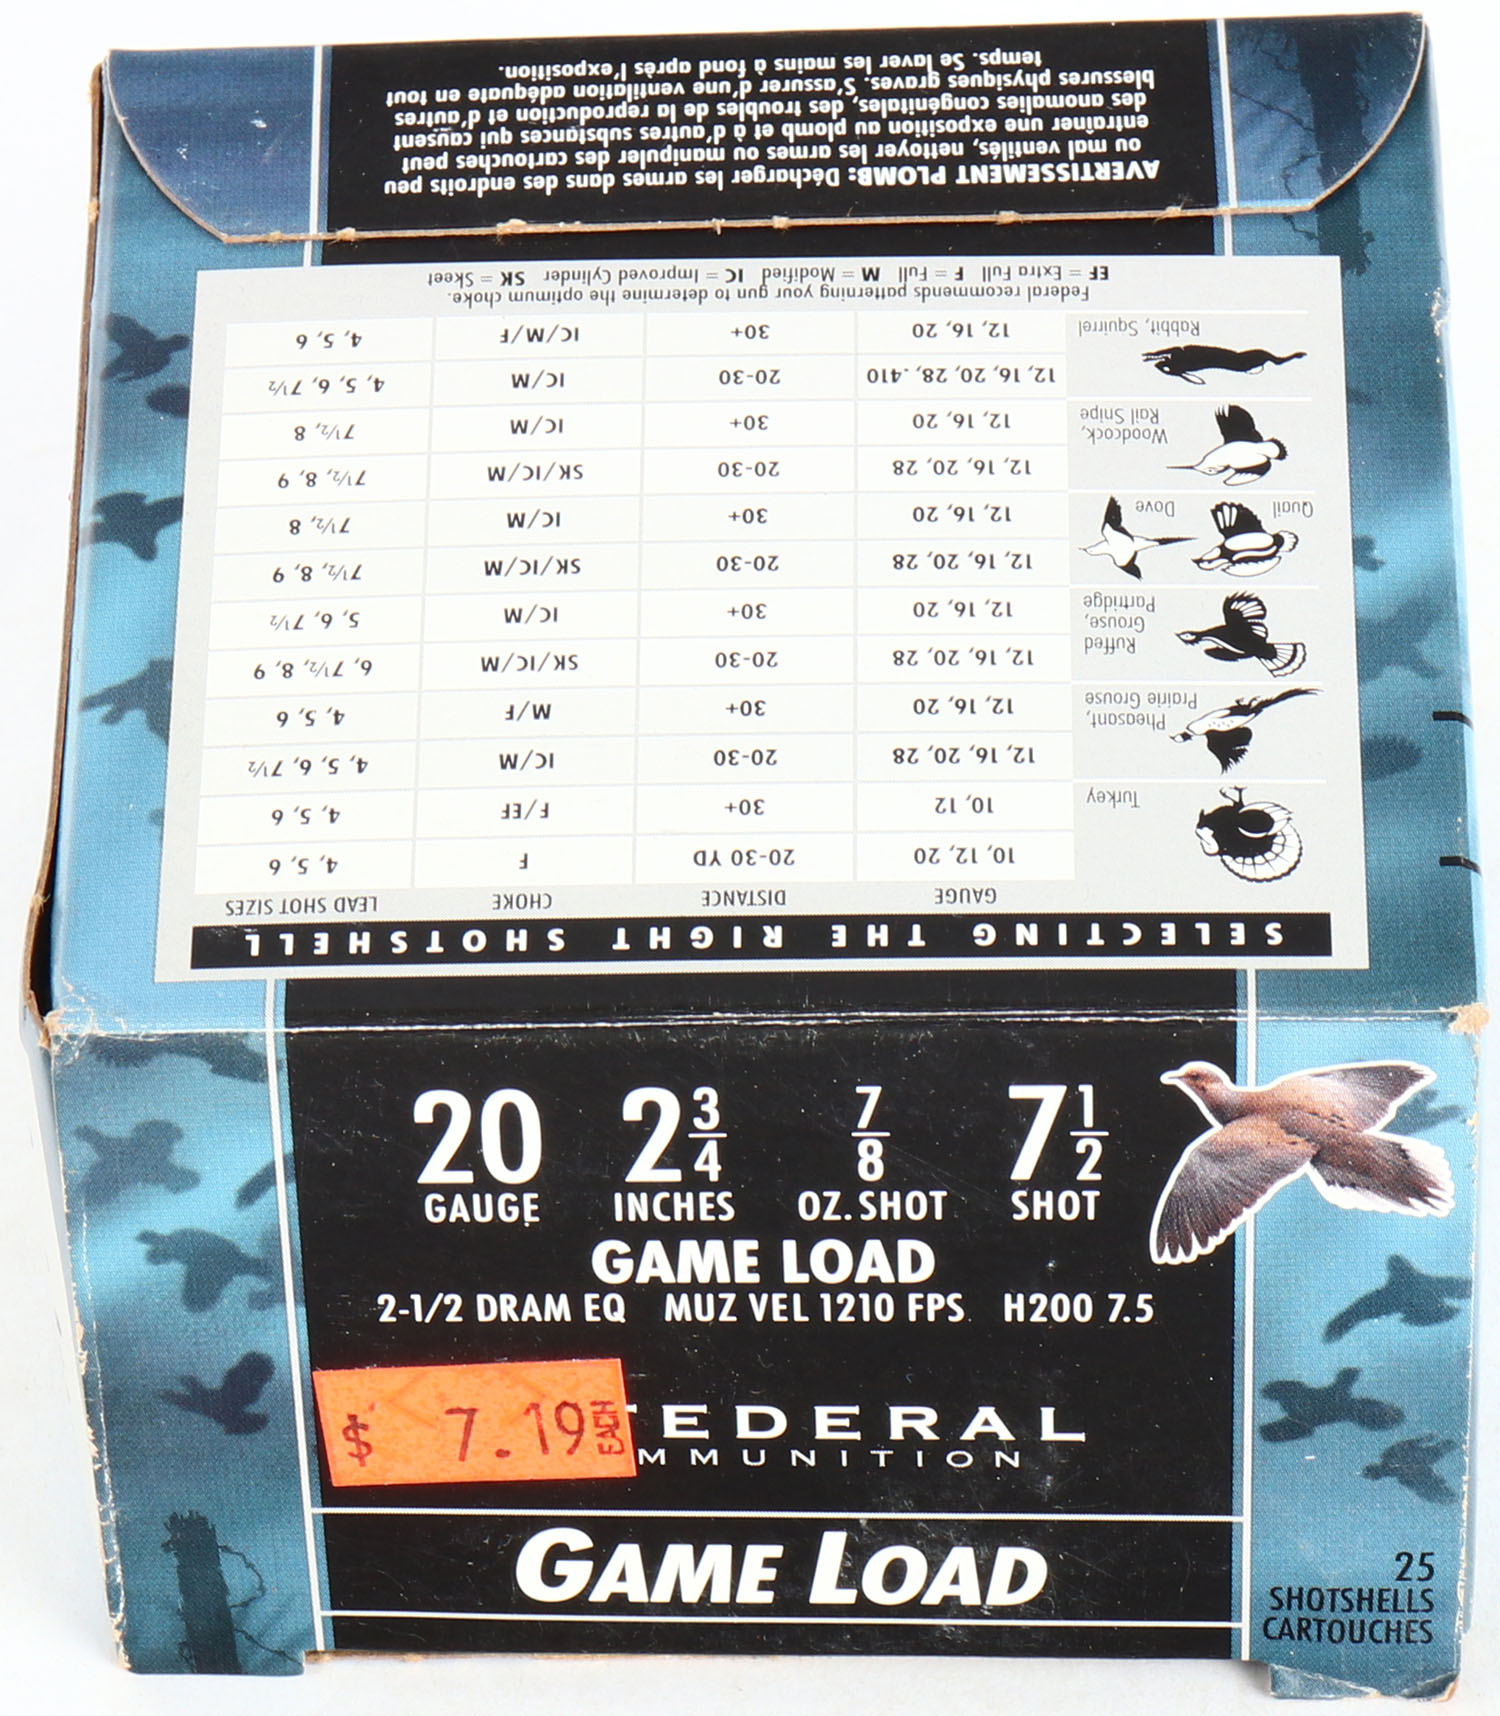 AVERTISSEMENT PLOMB: Décharger les armes dans des endroits peu
ou mal ventilés, nettoyer les armes ou manipuler des cartouches peut
entraîner une exposition au plomb et à d'autres substances qui causent
des anomalies congénitales, des troubles de la reproduction et d'autres
blessures physiques graves. S'assurer d'une ventilation adéquate en tout
temps. Se laver les mains à fond après l'exposition.
SELECTING THE RIGHT SHOTSHELL
GAUGE DISTANCE CHOKE LEAD SHOT SIZES
Turkey 10, 12, 20 20-30 YD F 4, 5, 6
10, 12 30+ F/EF 4, 5, 6
Pheasant, Prairie Grouse 12, 16, 20, 28 20-30 IC/M 4, 5, 6, 7½
12, 16, 20 30+ M/F 4, 5, 6
Ruffed Grouse, Partridge 12, 16, 20, 28 20-30 SK/IC/M 6, 7½, 8, 9
12, 16, 20 30+ IC/M 5, 6, 7½
Quail Dove 12, 16, 20, 28 20-30 SK/IC/M 7½, 8, 9
12, 16, 20 30+ IC/M 7½, 8
Woodcock, Rail Snipe 12, 16, 20, 28 20-30 SK/IC/M 7½, 8, 9
12, 16, 20 30+ IC/M 7½, 8
Rabbit, Squirrel 12, 16, 20, 28, .410 20-30 IC/M 4, 5, 6, 7½
12, 16, 20 30+ IC/M/F 4, 5, 6
Federal recommends patterning your gun to determine the optimum choke.
EF = Extra Full F = Full M = Modified IC = Improved Cylinder SK = Skeet
20 2 3/4 7/8 7 1/2
GAUGE INCHES OZ. SHOT SHOT
GAME LOAD
2-1/2 DRAM EQ MUZ VEL 1210 FPS H200 7.5
$ 7.19 EACH
FEDERAL
MMUNITION
GAME LOAD
25
SHOTSHELLS
CARTOUCHES